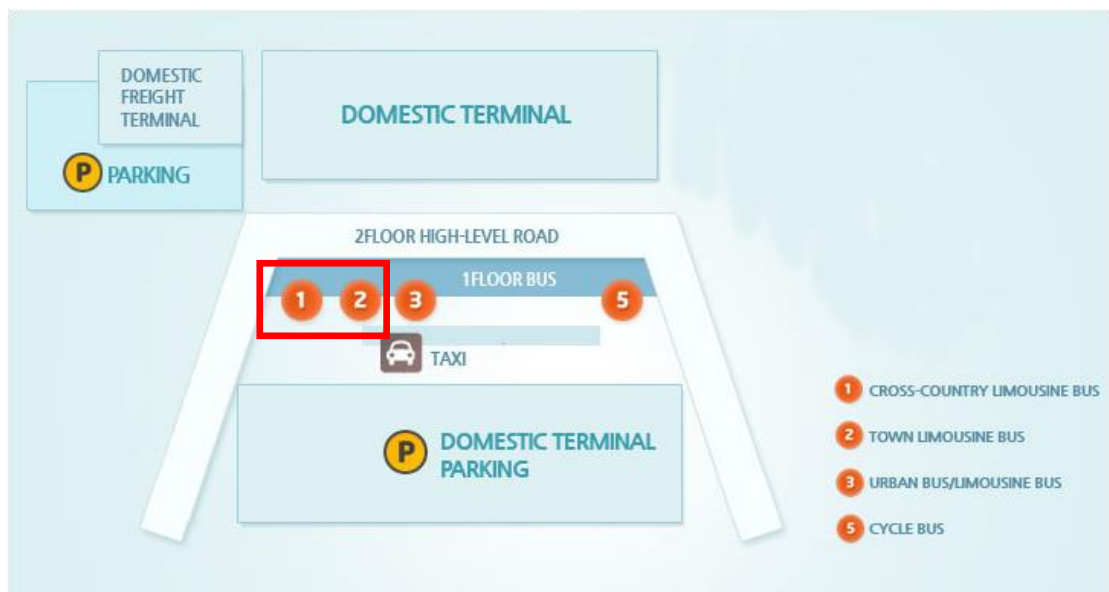 DOMESTIC
FREIGHT
TERMINAL
P PARKING
DOMESTIC TERMINAL
2FLOOR HIGH-LEVEL ROAD
1FLOOR BUS
1 2 3 5
TAXI
P DOMESTIC TERMINAL
PARKING
1 CROSS-COUNTRY LIMOUSINE BUS
2 TOWN LIMOUSINE BUS
3 URBAN BUS/LIMOUSINE BUS
5 CYCLE BUS